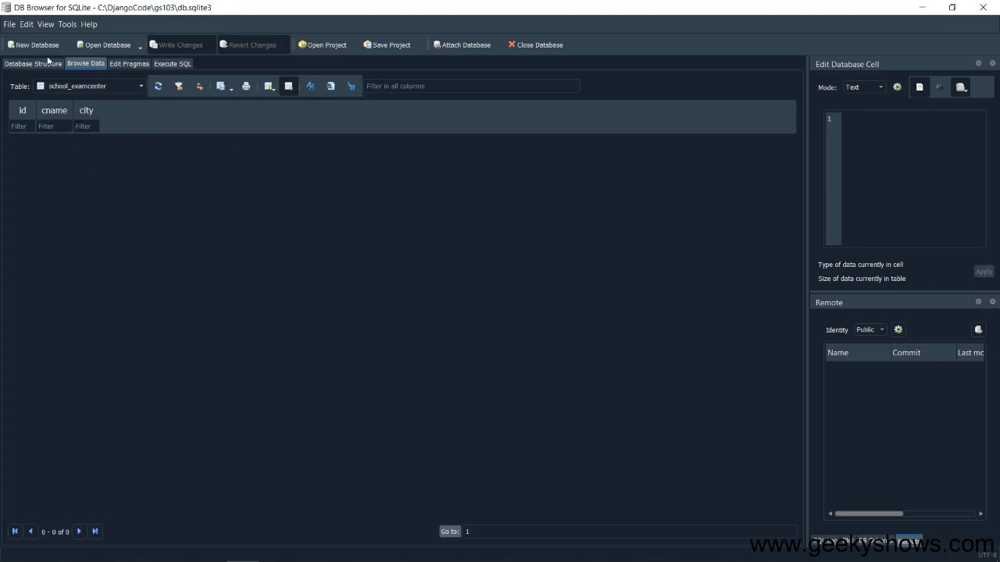 DB Browser for SQLite - C:\DjangoCode\gs103\db.sqlite3
File Edit View Tools Help
New Database Open Database Write Changes Revert Changes Open Project Save Project Attach Database Close Database
Database Structure Browse Data Edit Pragmas Execute SQL
Table: school_examcenter Filter in all columns
id cname city
Filter Filter Filter
0 - 0 of 0 Go to: 1
Edit Database Cell
Mode: Text
1
Type of data currently in cell
Size of data currently in table
Apply
Remote
Identity Public
Name Commit Last mo
www.geekyshows.com
UTF-8